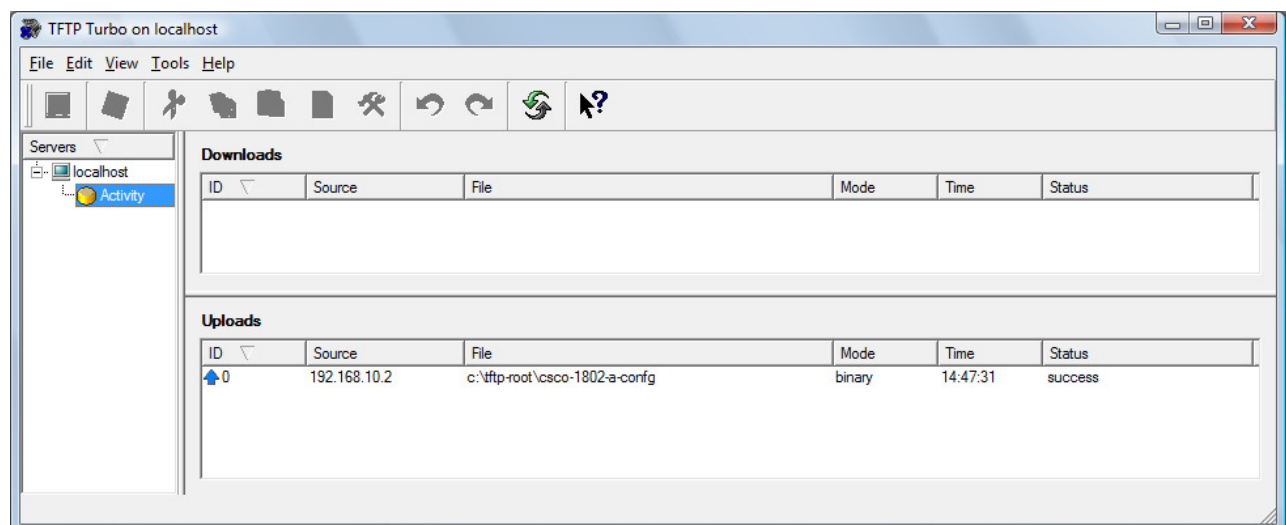 TFTP Turbo on localhost
File Edit View Tools Help
Servers
localhost
Activity
Downloads
ID Source File Mode Time Status
Uploads
ID Source File Mode Time Status
0 192.168.10.2 c:\tftp-root\csco-1802-a-confg binary 14:47:31 success